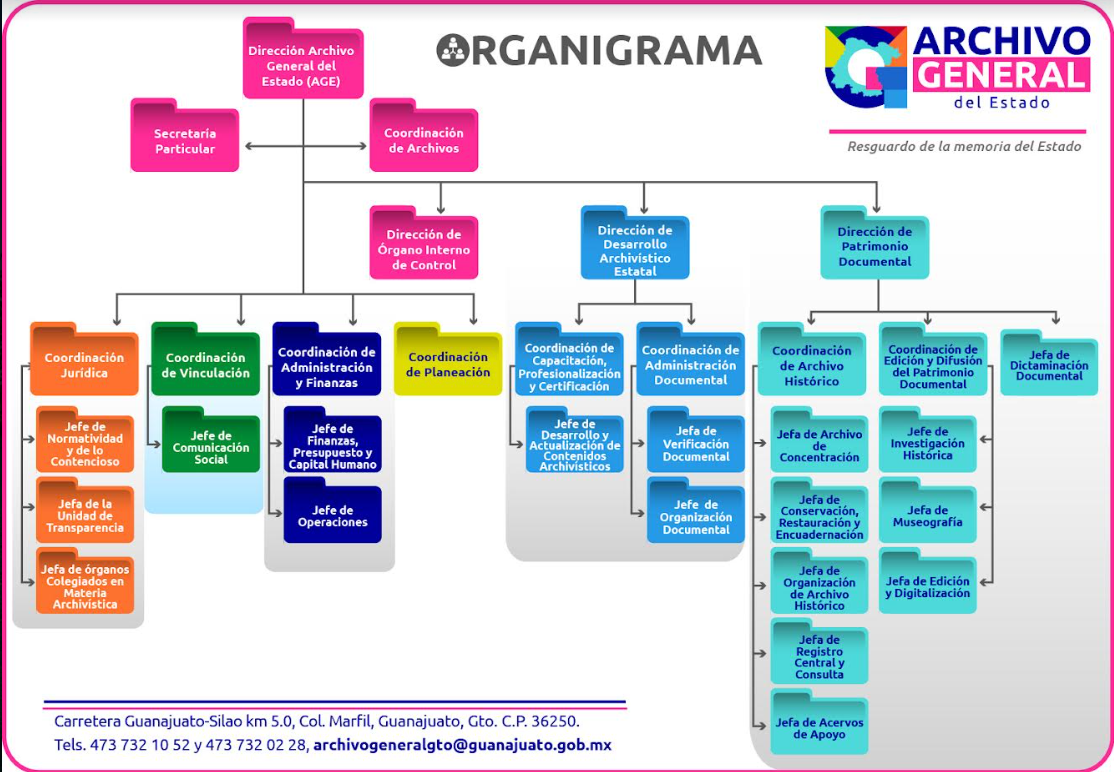 ORGANIGRAMA
ARCHIVO
GENERAL
del Estado
Resguardo de la memoria del Estado
Dirección Archivo
General del
Estado (AGE)
Secretaría
Particular
Coordinación
de Archivos
Dirección de
Órgano Interno
de Control
Dirección de
Desarrollo
Archivístico
Estatal
Dirección de
Patrimonio
Documental
Coordinación
Jurídica
Coordinación
de Vinculación
Coordinación de
Administración
y Finanzas
Coordinación
de Planeación
Coordinación de
Capacitación,
Profesionalización
y Certificación
Coordinación de
Administración
Documental
Coordinación
de Archivo
Histórico
Coordinación de
Edición y Difusión
del Patrimonio
Documental
Jefa de
Dictaminación
Documental
Jefe de
Normatividad
y de lo
Contencioso
Jefa de la
Unidad de
Transparencia
Jefa de órganos
Colegiados en
Materia
Archivística
Jefe de
Comunicación
Social
Jefe de
Finanzas,
Presupuesto y
Capital Humano
Jefe de
Operaciones
Jefe de
Desarrollo y
Actualización de
Contenidos
Archivísticos
Jefa de
Verificación
Documental
Jefe de
Organización
Documental
Jefa de Archivo
de
Concentración
Jefa de
Conservación,
Restauración y
Encuadernación
Jefa de
Organización
de Archivo
Histórico
Jefa de
Registro
Central y
Consulta
Jefa de Acervos
de Apoyo
Jefe de
Investigación
Histórica
Jefa de
Museografía
Jefa de Edición
y Digitalización
Carretera Guanajuato-Silao km 5.0, Col. Marfil, Guanajuato, Gto. C.P. 36250.
Tels. 473 732 10 52 y 473 732 02 28, archivogeneralgto@guanajuato.gob.mx